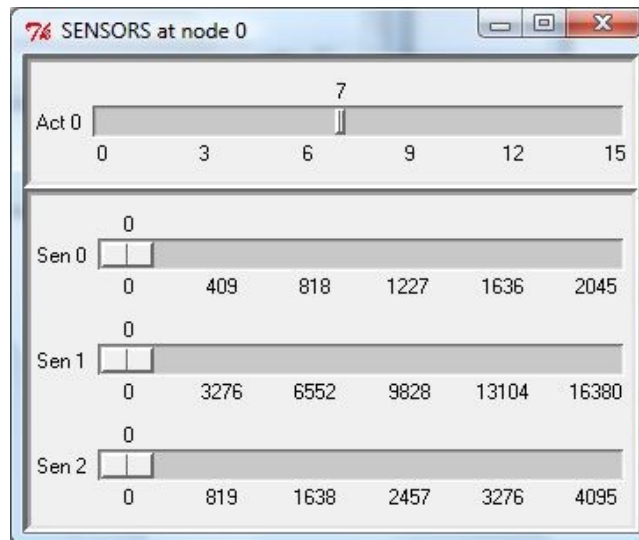 SENSORS at node 0
7
Act 0
0 3 6 9 12 15
0
Sen 0
0 409 818 1227 1636 2045
0
Sen 1
0 3276 6552 9828 13104 16380
0
Sen 2
0 819 1638 2457 3276 4095